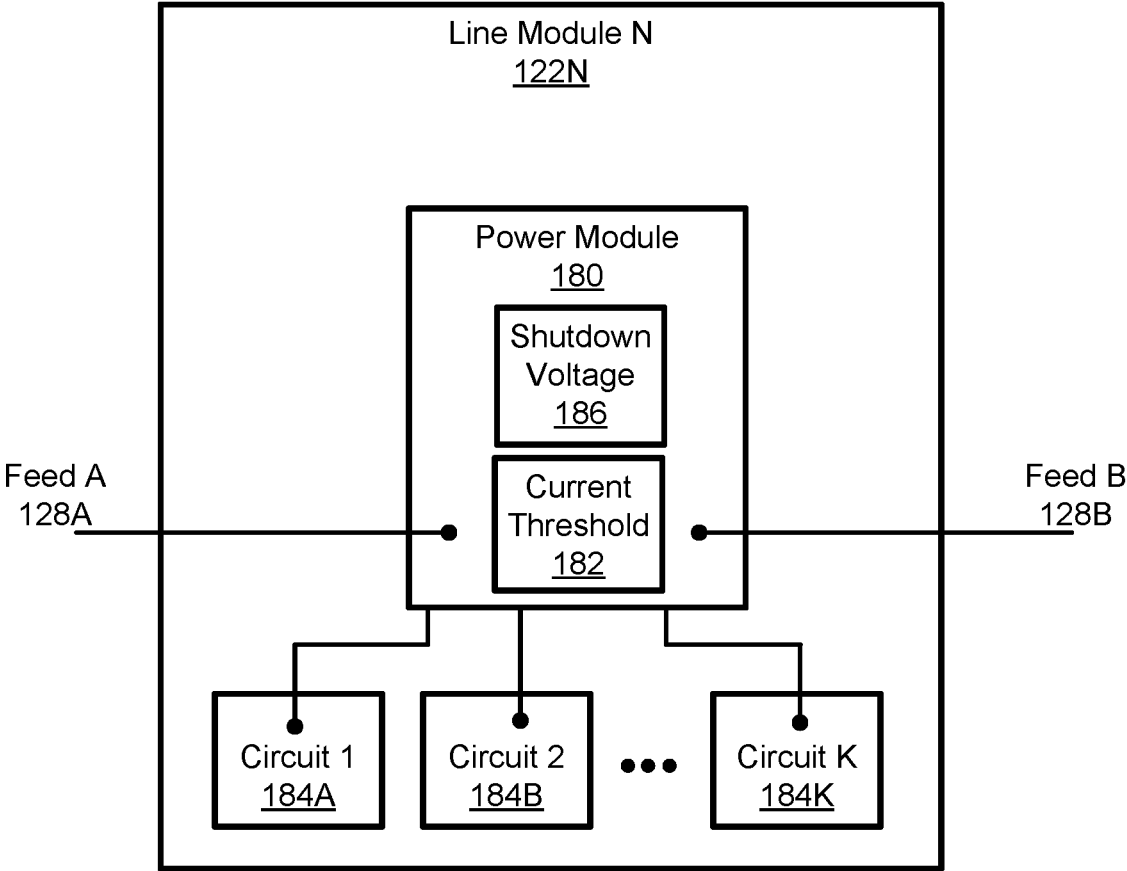 Line Module N
122N
Power Module
180
Shutdown
Voltage
186
Feed A
128A
Current
Threshold
182
Feed B
128B
Circuit 1
184A
Circuit 2
184B
Circuit K
184K